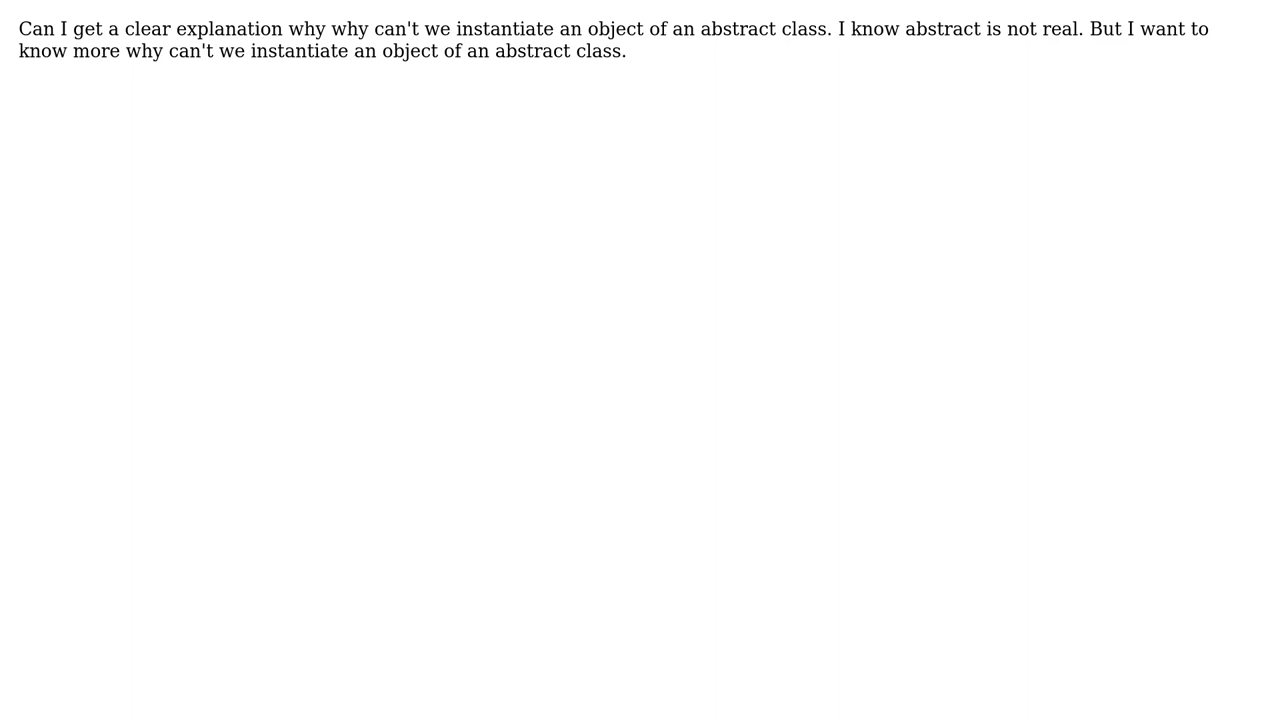 Can I get a clear explanation why why can't we instantiate an object of an abstract class. I know abstract is not real. But I want to
know more why can't we instantiate an object of an abstract class.